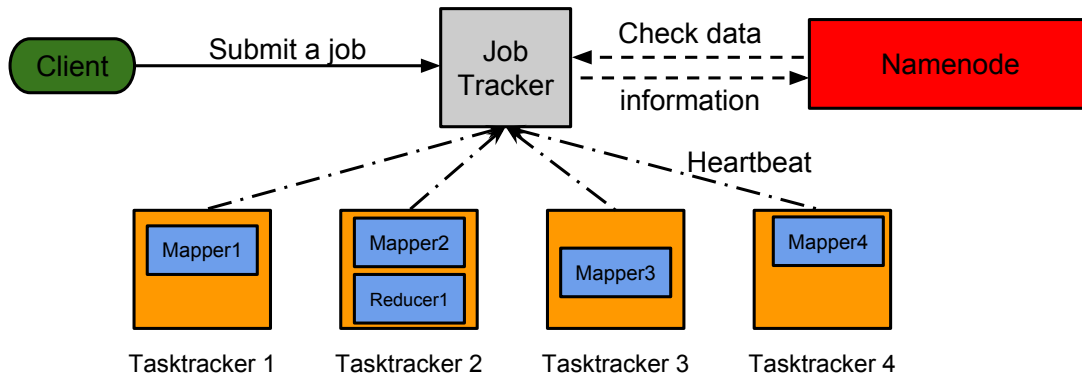 Client
Submit a job
Job
Tracker
Check data
information
Namenode
Heartbeat
Mapper1
Mapper2
Reducer1
Mapper3
Mapper4
Tasktracker 1
Tasktracker 2
Tasktracker 3
Tasktracker 4